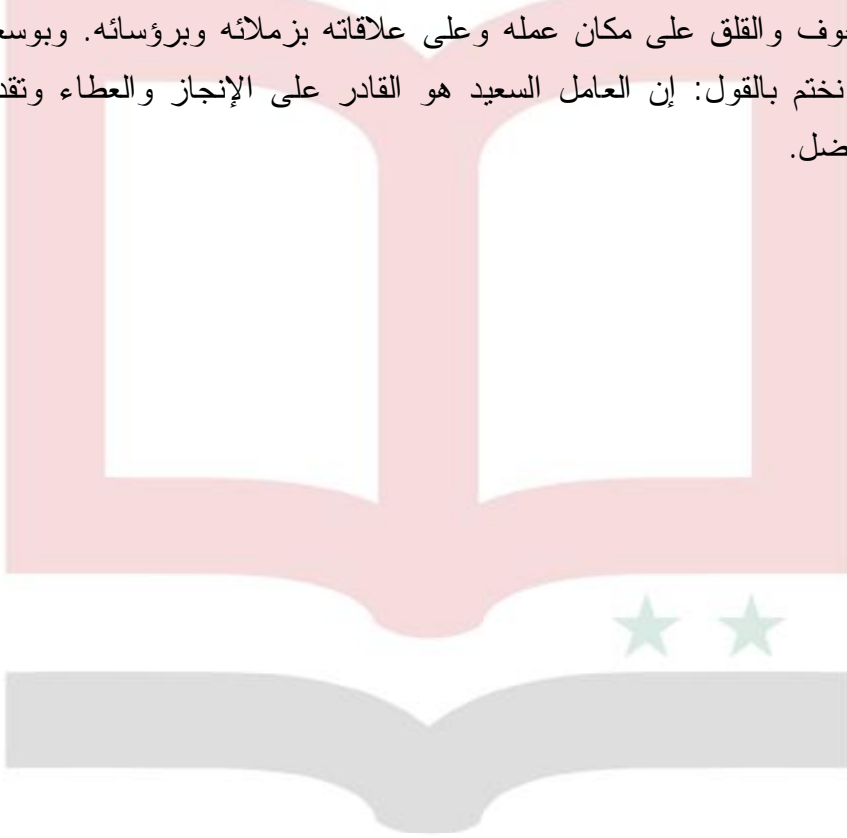 وف والقلق على مكان عمله وعلى علاقاته بزملائه وبرؤسائه. وبوسع
نختم بالقول: إن العامل السعيد هو القادر على الإنجاز والعطاء وتقد
ضل.